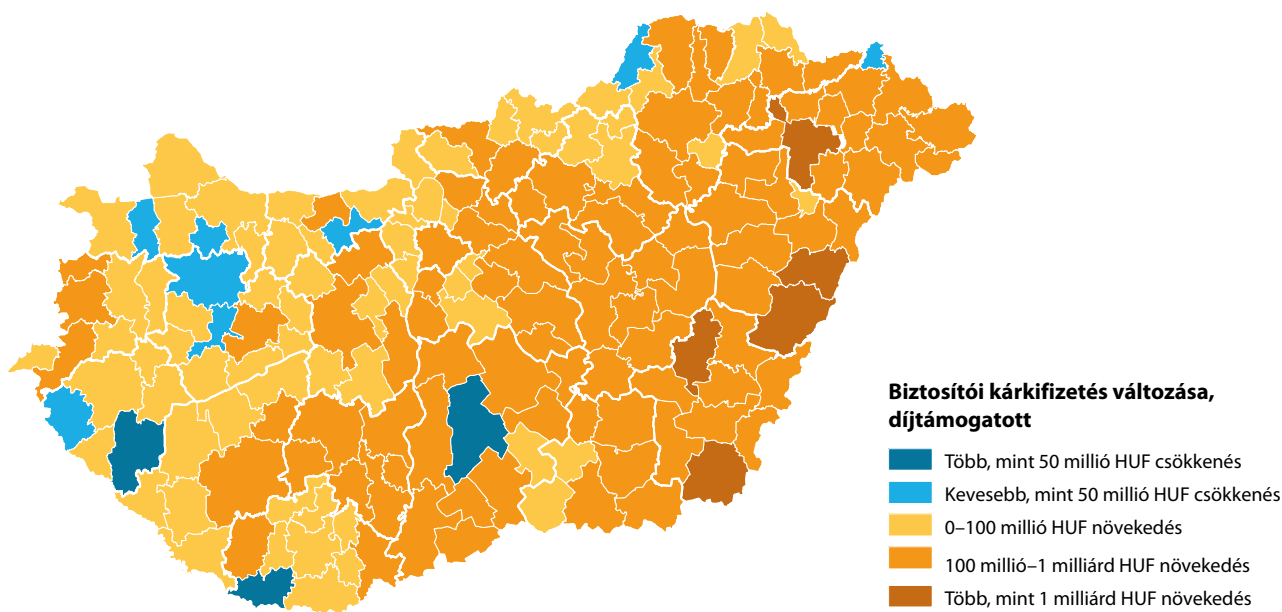 Biztosítói kárkifizetés változása,
díjtámogatott
Több, mint 50 millió HUF csökkenés
Kevesebb, mint 50 millió HUF csökkenés
0–100 millió HUF növekedés
100 millió–1 milliárd HUF növekedés
Több, mint 1 milliárd HUF növekedés